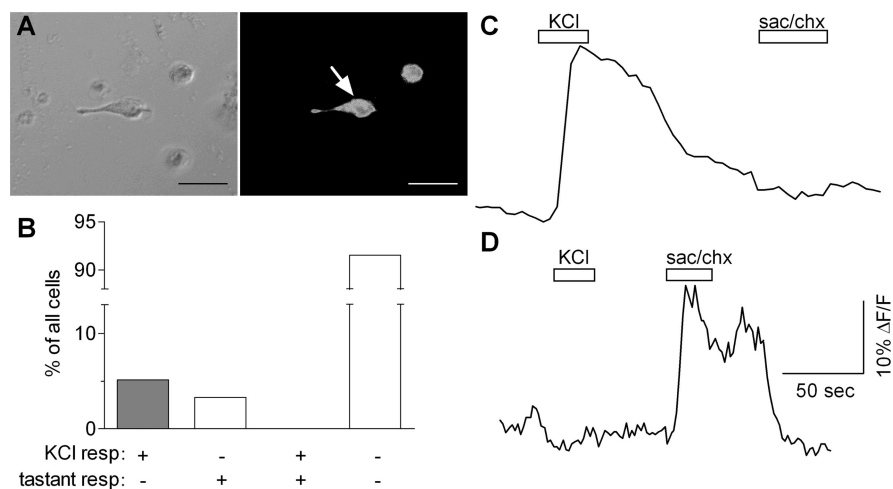 A
B
95
90
10
0
% of all cells
KCl resp: + - + -
tastant resp: - + + -
C
KCl sac/chx
D
KCl sac/chx
10% ΔF/F
50 sec